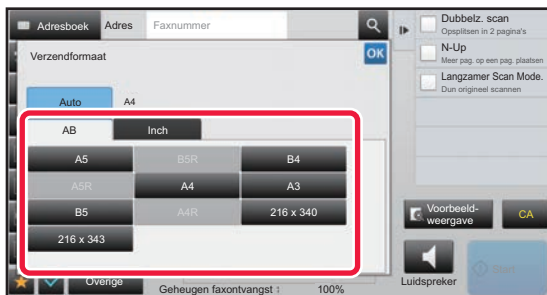 Adresboek
Adres
Faxnummer
Verzendformaat
OK
Auto
A4
AB
Inch
A5
B5R
B4
A5R
A4
A3
B5
A4R
216 x 340
216 x 343
Overige
Geheugen faxontvangst :
100%
Dubbelz. scan
Opsplitsen in 2 pagina's
N-Up
Meer pag. op een pag. plaatsen
Langzamer Scan Mode.
Dun origineel scannen
Voorbeeld-
weergave
CA
Luidspreker
Start